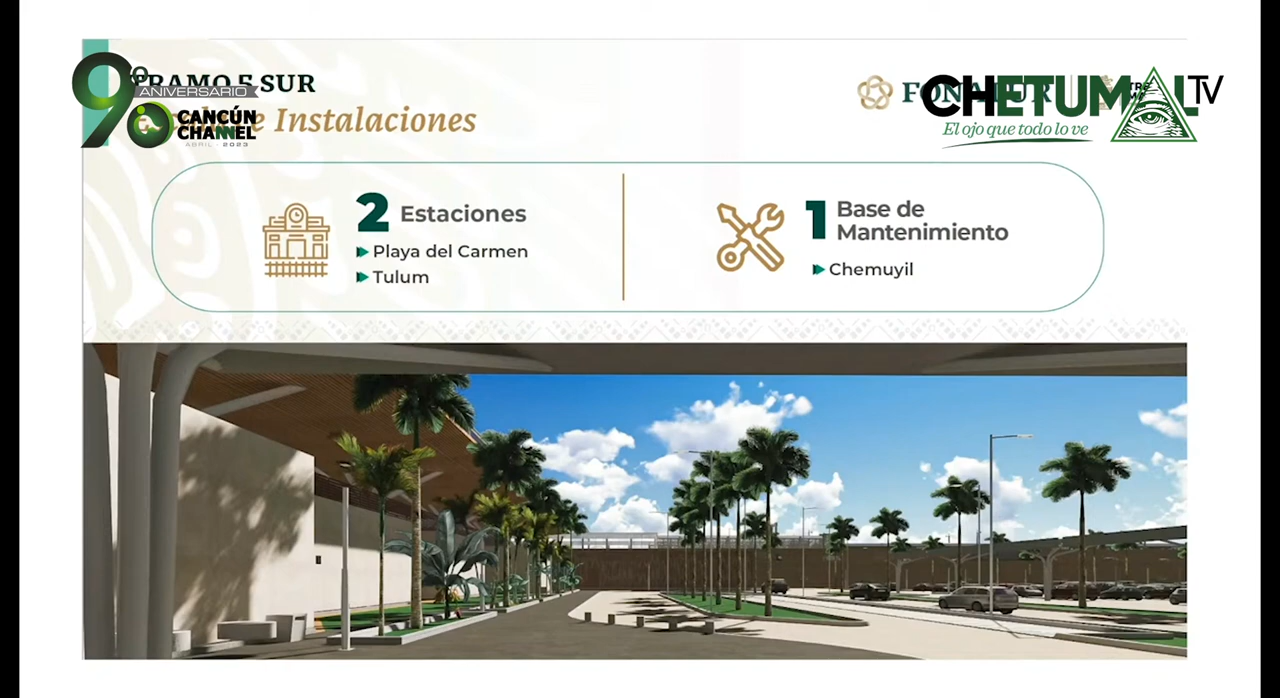 TRAMO 5 SUR
9º
ANIVERSARIO
CANCÚN
CHANNEL
ABRIL - 2023
Instalaciones
CHETUMAL TV
El ojo que todo lo ve
2 Estaciones
Playa del Carmen
Tulum
1 Base de
Mantenimiento
Chemuyil